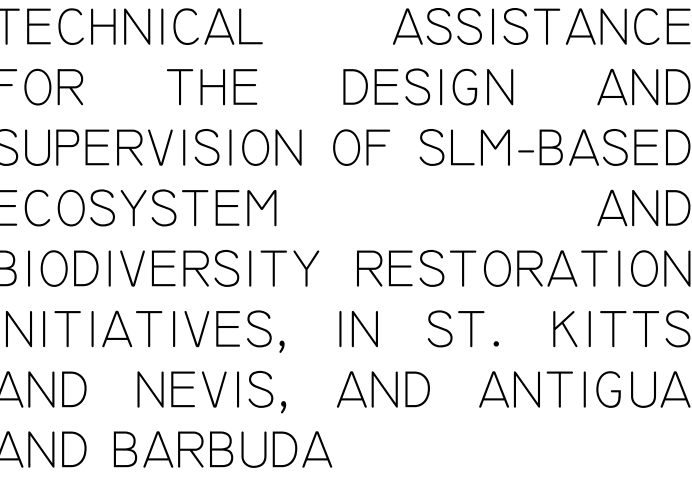 TECHNICAL ASSISTANCE
FOR THE DESIGN AND
SUPERVISION OF SLM-BASED
ECOSYSTEM AND
BIODIVERSITY RESTORATION
INITIATIVES, IN ST. KITTS
AND NEVIS, AND ANTIGUA
AND BARBUDA